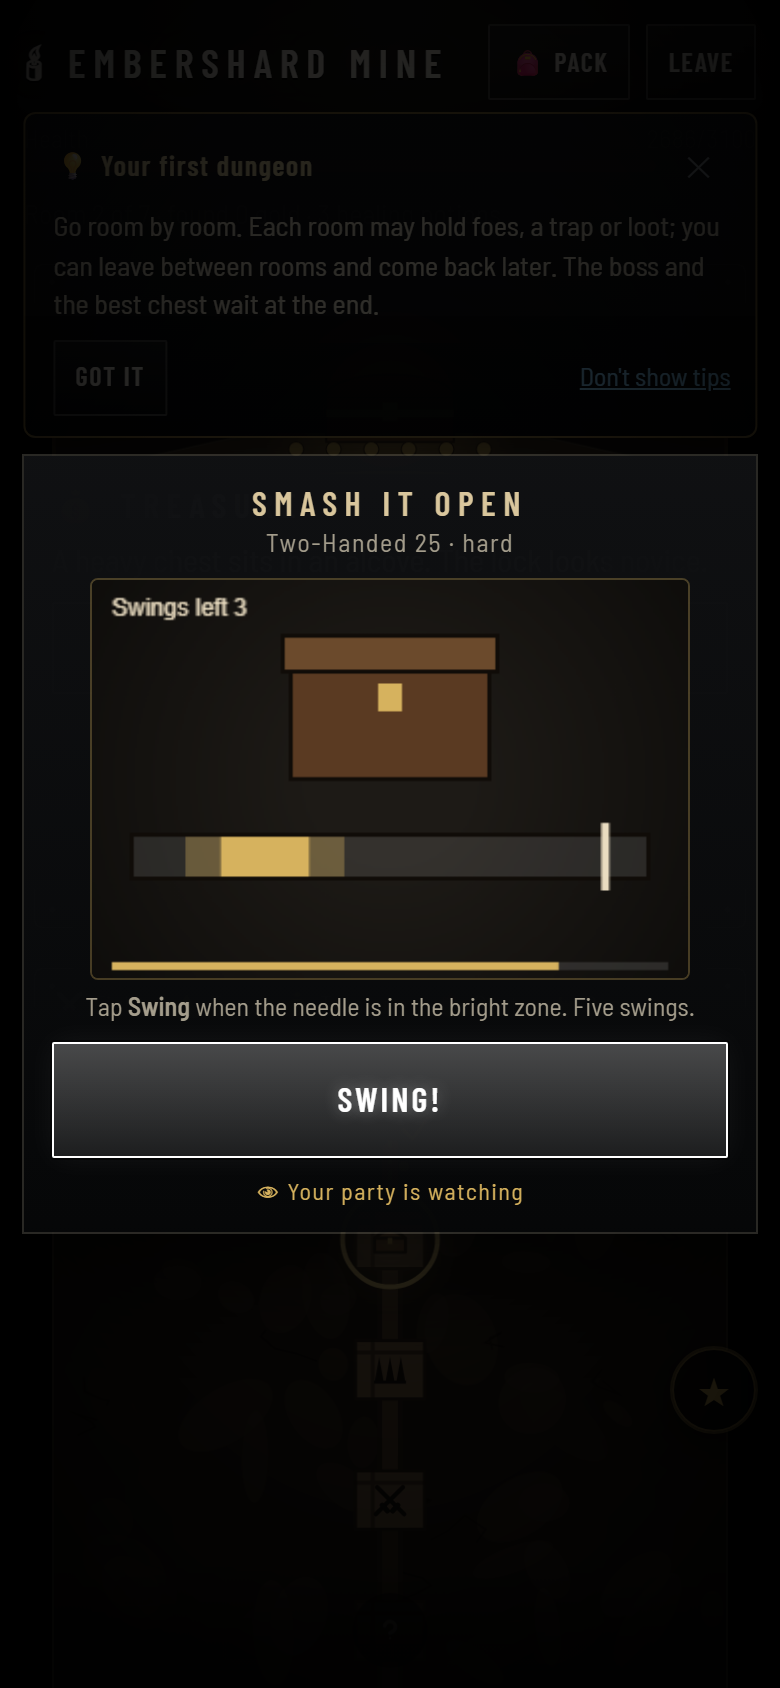 EMBERSHARD MINE
PACK
LEAVE
Your first dungeon
Go room by room. Each room may hold foes, a trap or loot; you
can leave between rooms and come back later. The boss and
the best chest wait at the end.
GOT IT
Don't show tips
SMASH IT OPEN
Two-Handed 25 · hard
Swings left 3
Tap Swing when the needle is in the bright zone. Five swings.
SWING!
Your party is watching